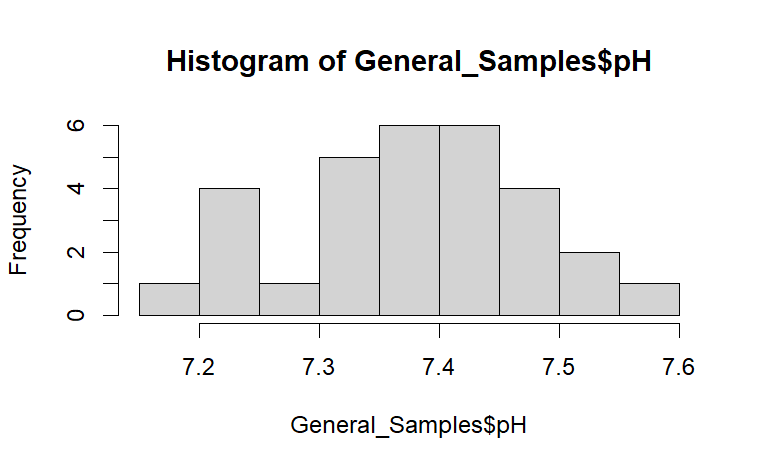 Histogram of General_Samples$pH
Frequency
6
4
2
0
7.2 7.3 7.4 7.5 7.6
General_Samples$pH